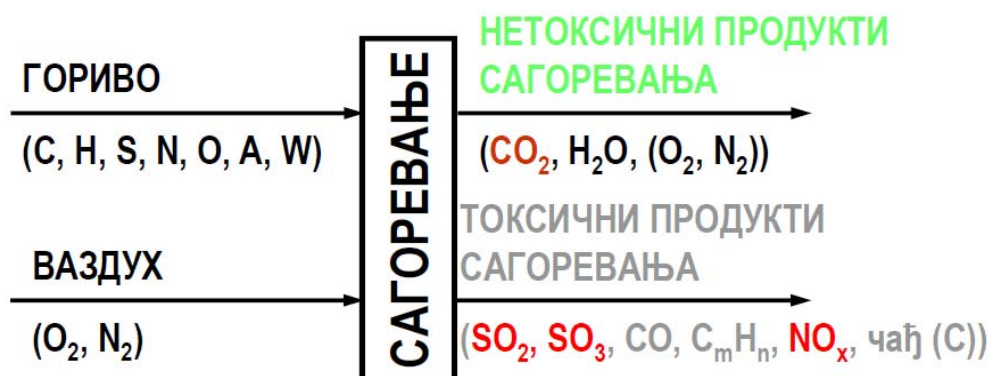 ГОРИВО
(C, H, S, N, O, A, W)
ВАЗДУХ
(O₂, N₂)
САГОРЕВАЊЕ
НЕТОКСИЧНИ ПРОДУКТИ
САГОРЕВАЊА
(CO₂, H₂O, (O₂, N₂))
ТОКСИЧНИ ПРОДУКТИ
САГОРЕВАЊА
(SO₂, SO₃, CO, CₘHₙ, NOₓ, чађ (C))